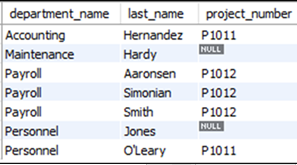 department_name last_name project_number
Accounting Hernandez P1011
Maintenance Hardy NULL
Payroll Aaronsen P1012
Payroll Simonian P1012
Payroll Smith P1012
Personnel Jones NULL
Personnel O'Leary P1011